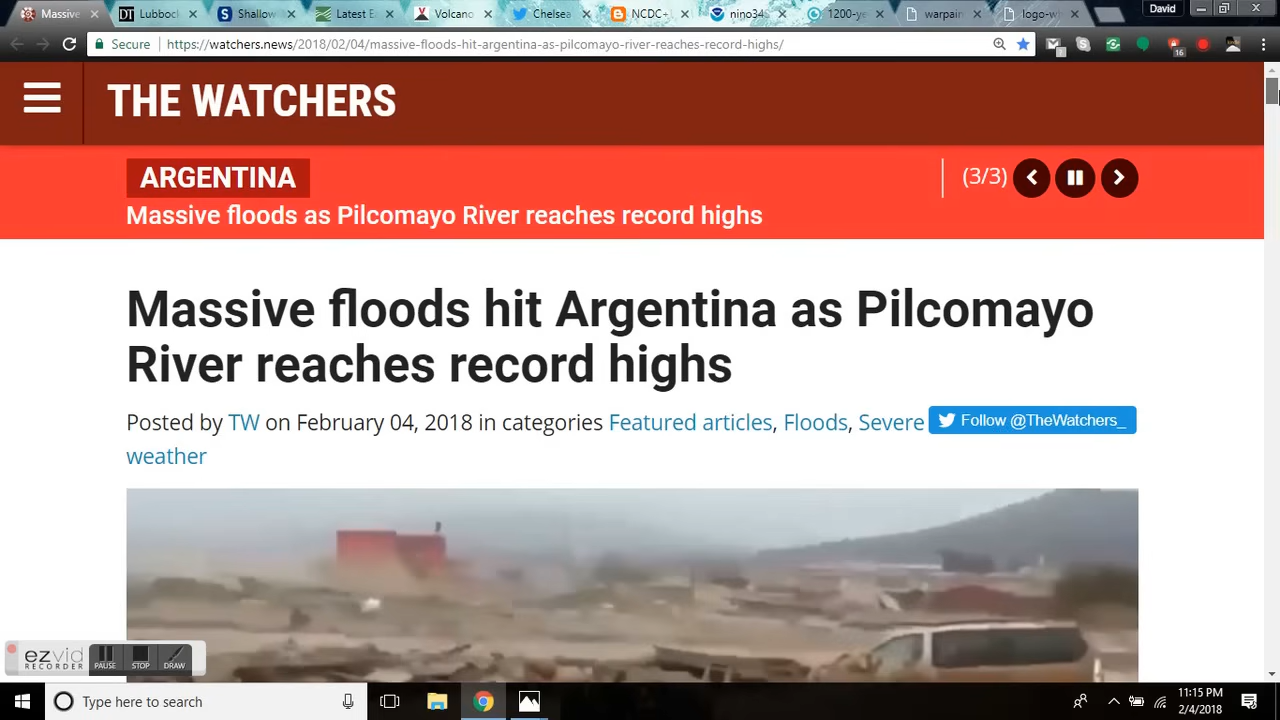 Massive
Lubbock
Shallow
Latest E
Volcano
Chelsea
NCDC+
nino34
1200-ye
warpain
logo-w
David
Secure
https://watchers.news/2018/02/04/massive-floods-hit-argentina-as-pilcomayo-river-reaches-record-highs/
1
16
THE WATCHERS
ARGENTINA
(3/3)
Massive floods as Pilcomayo River reaches record highs
Massive floods hit Argentina as Pilcomayo
River reaches record highs
Posted by TW on February 04, 2018 in categories Featured articles, Floods, Severe
Follow @TheWatchers_
weather
ezvid
RECORDER
PAUSE
STOP
DRAW
Type here to search
11:15 PM
2/4/2018